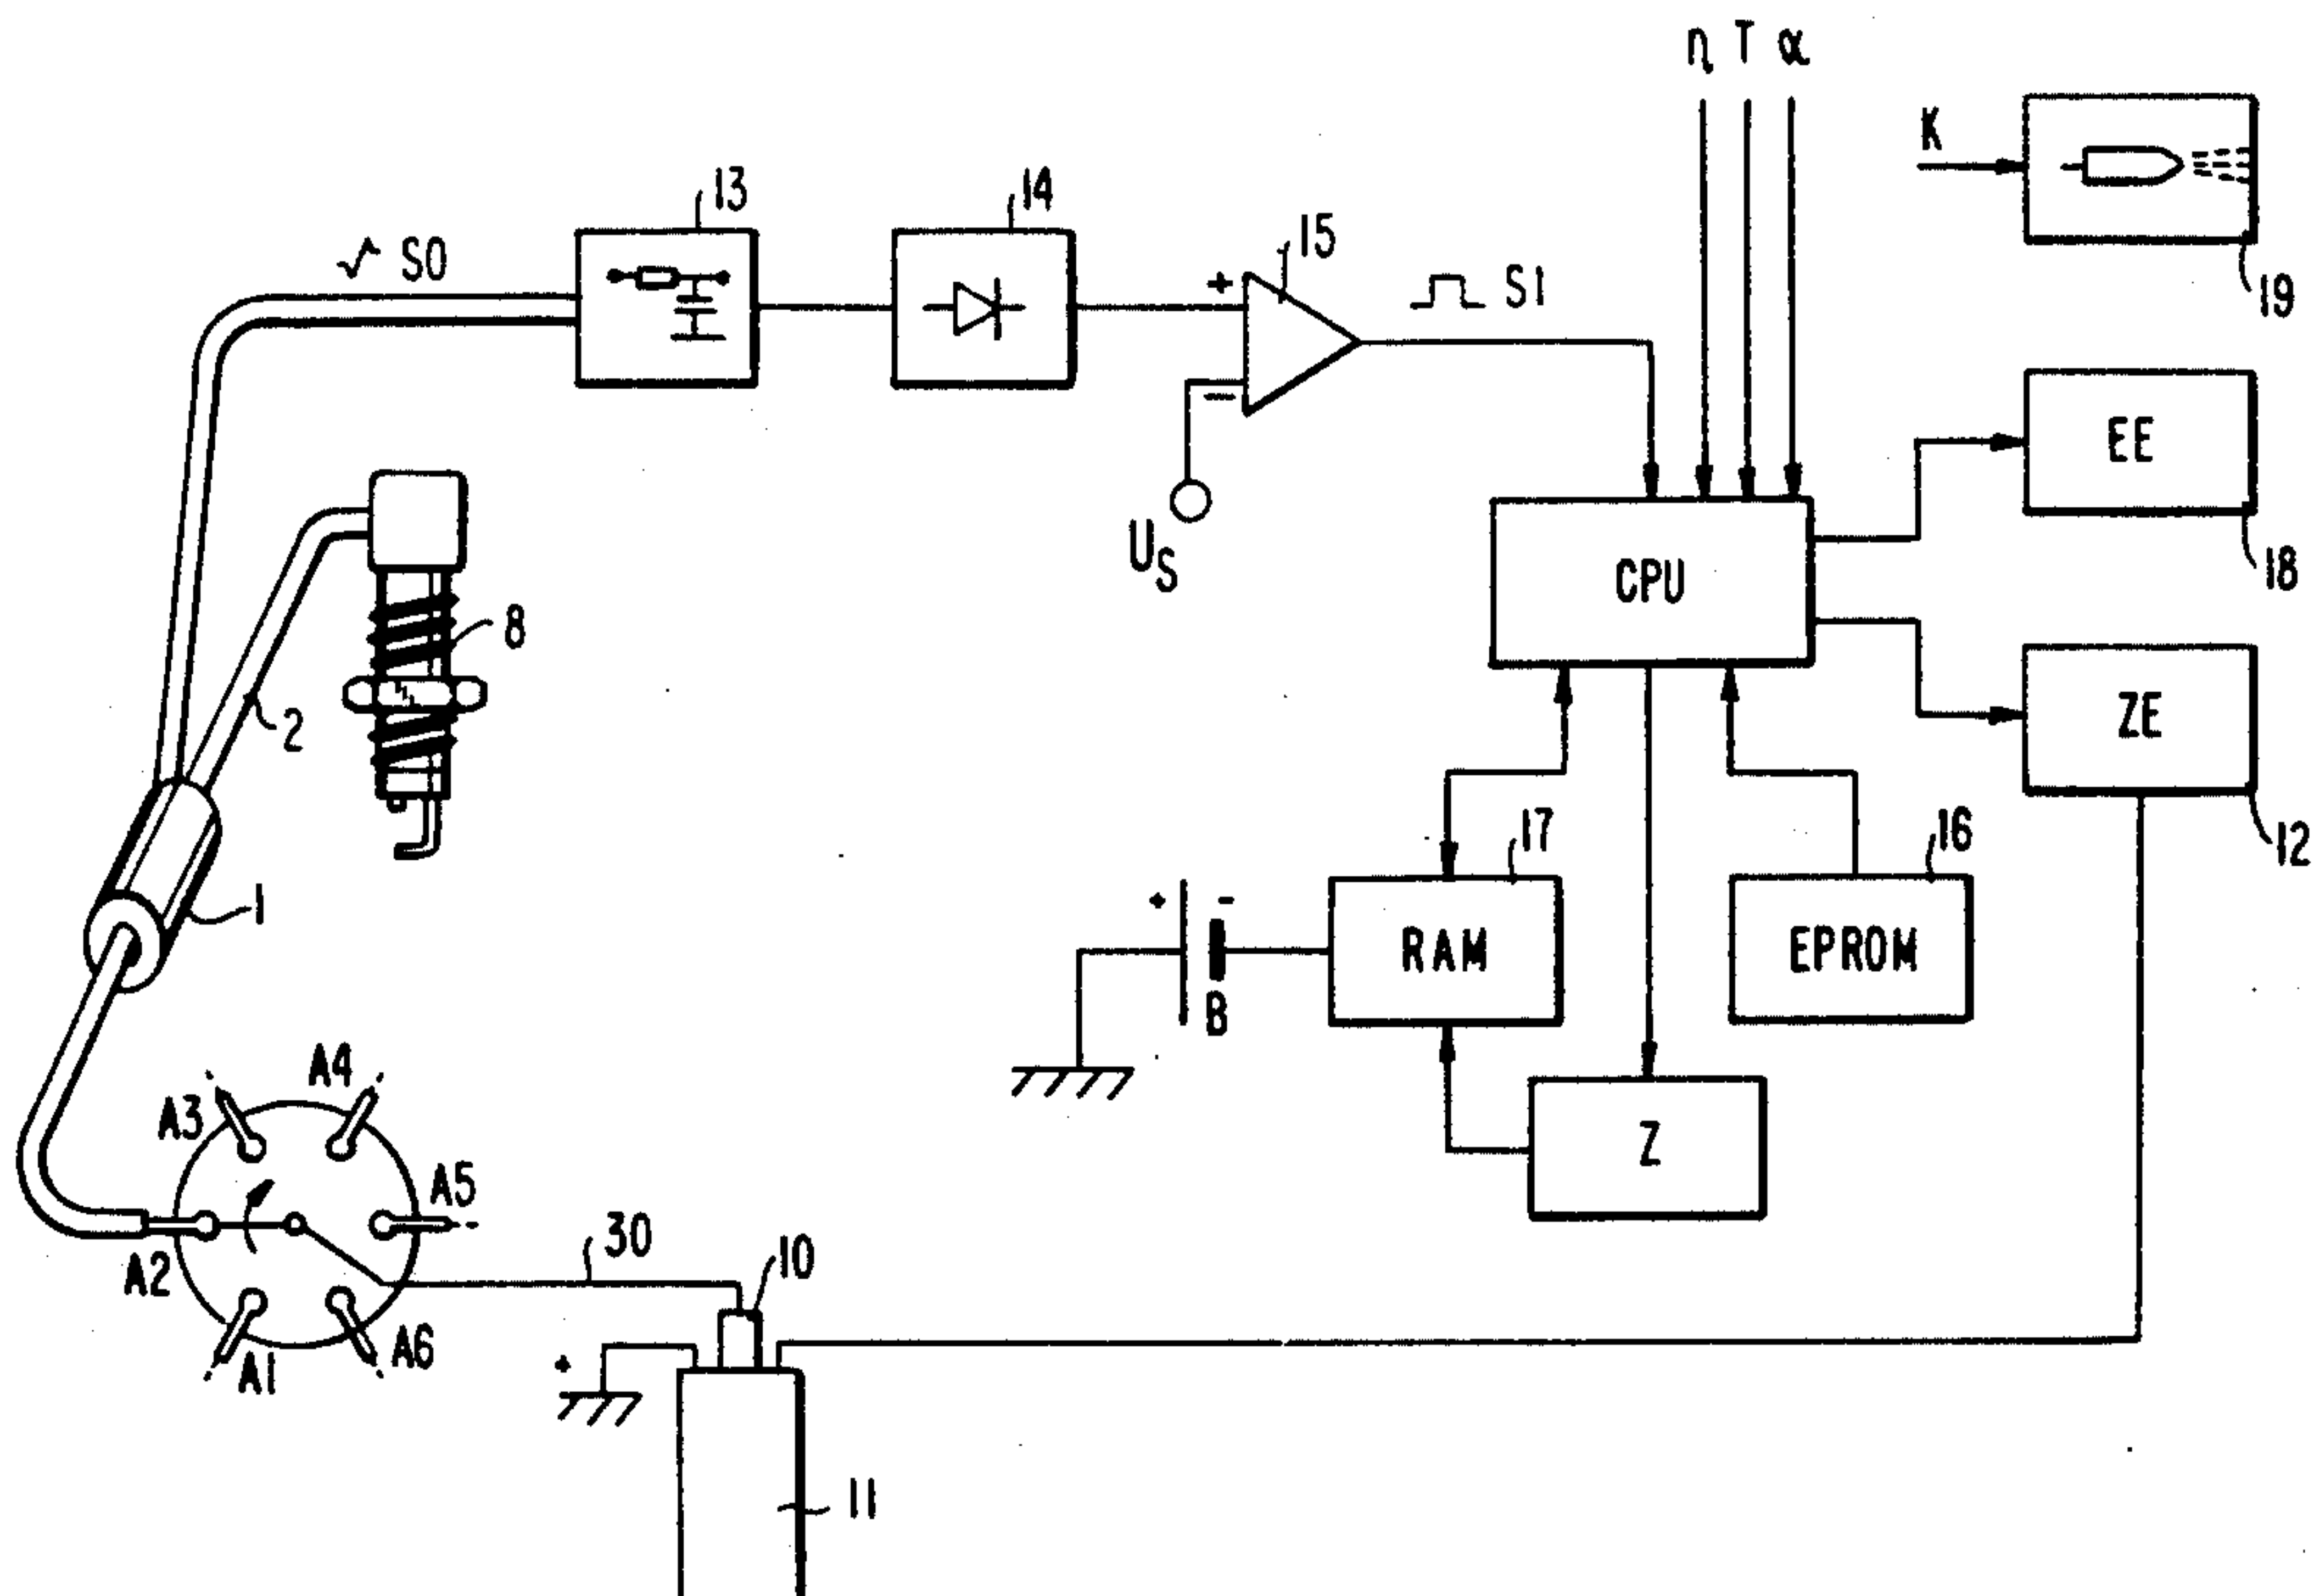 η T α
K
13
14
15
S0
S1
19
+
−
U_S
EE
CPU
18
8
2
ZE
17
16
12
1
+
-
RAM
EPROM
B
A4
A3
Z
A5
30
10
A2
A6
+
A1
11